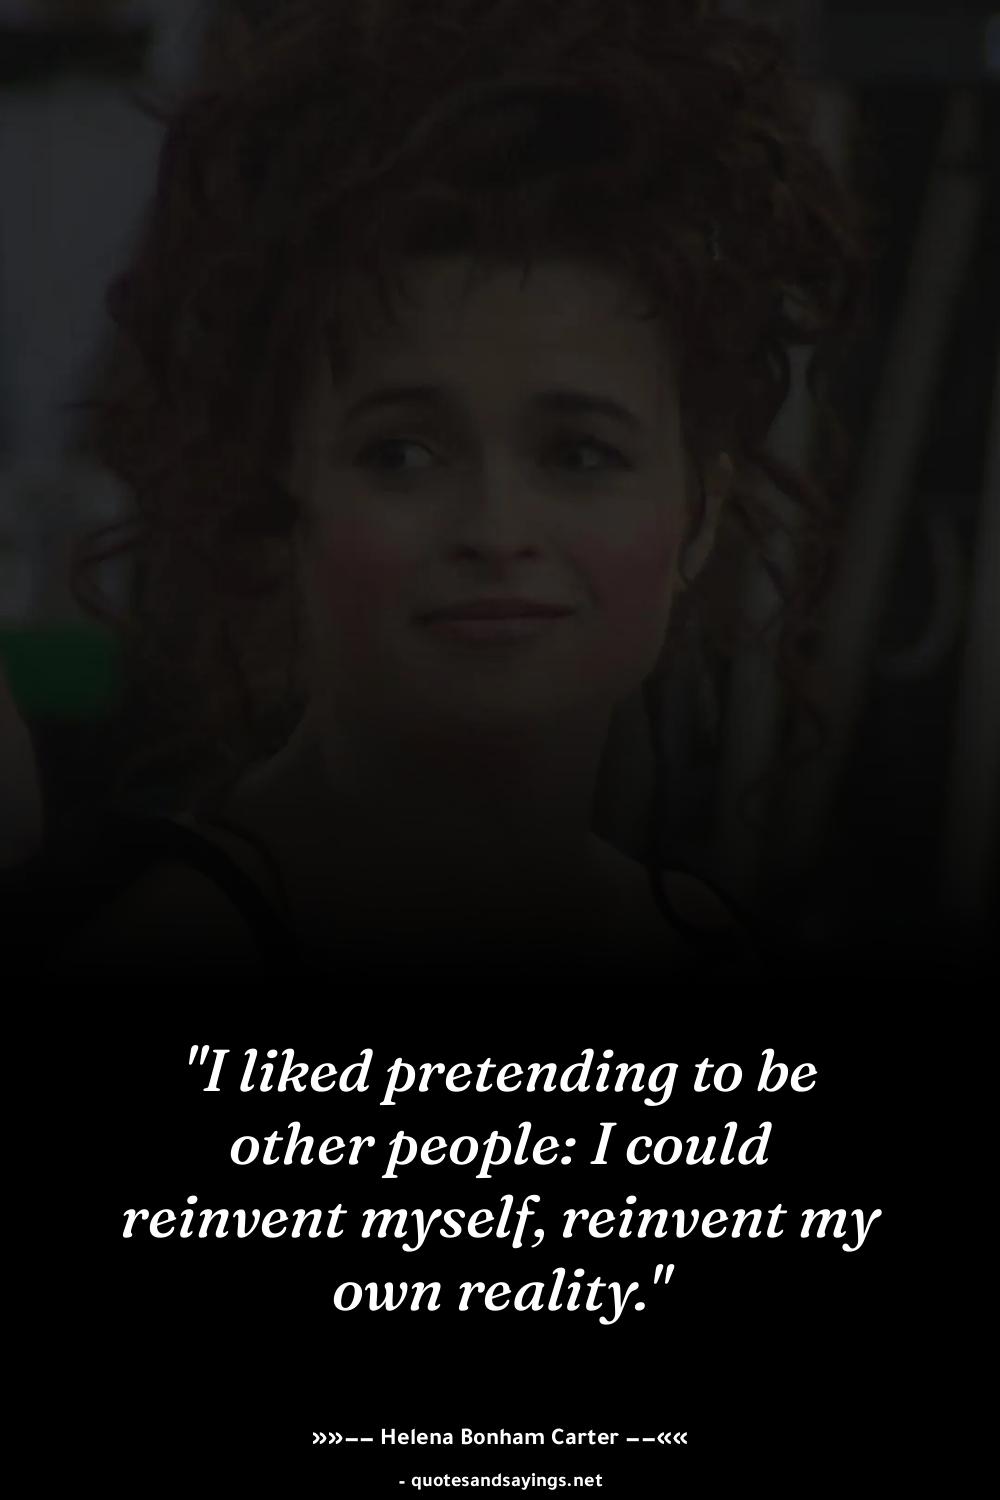 "I liked pretending to be
other people: I could
reinvent myself, reinvent my
own reality."
»»−− Helena Bonham Carter −−««
- quotesandsayings.net